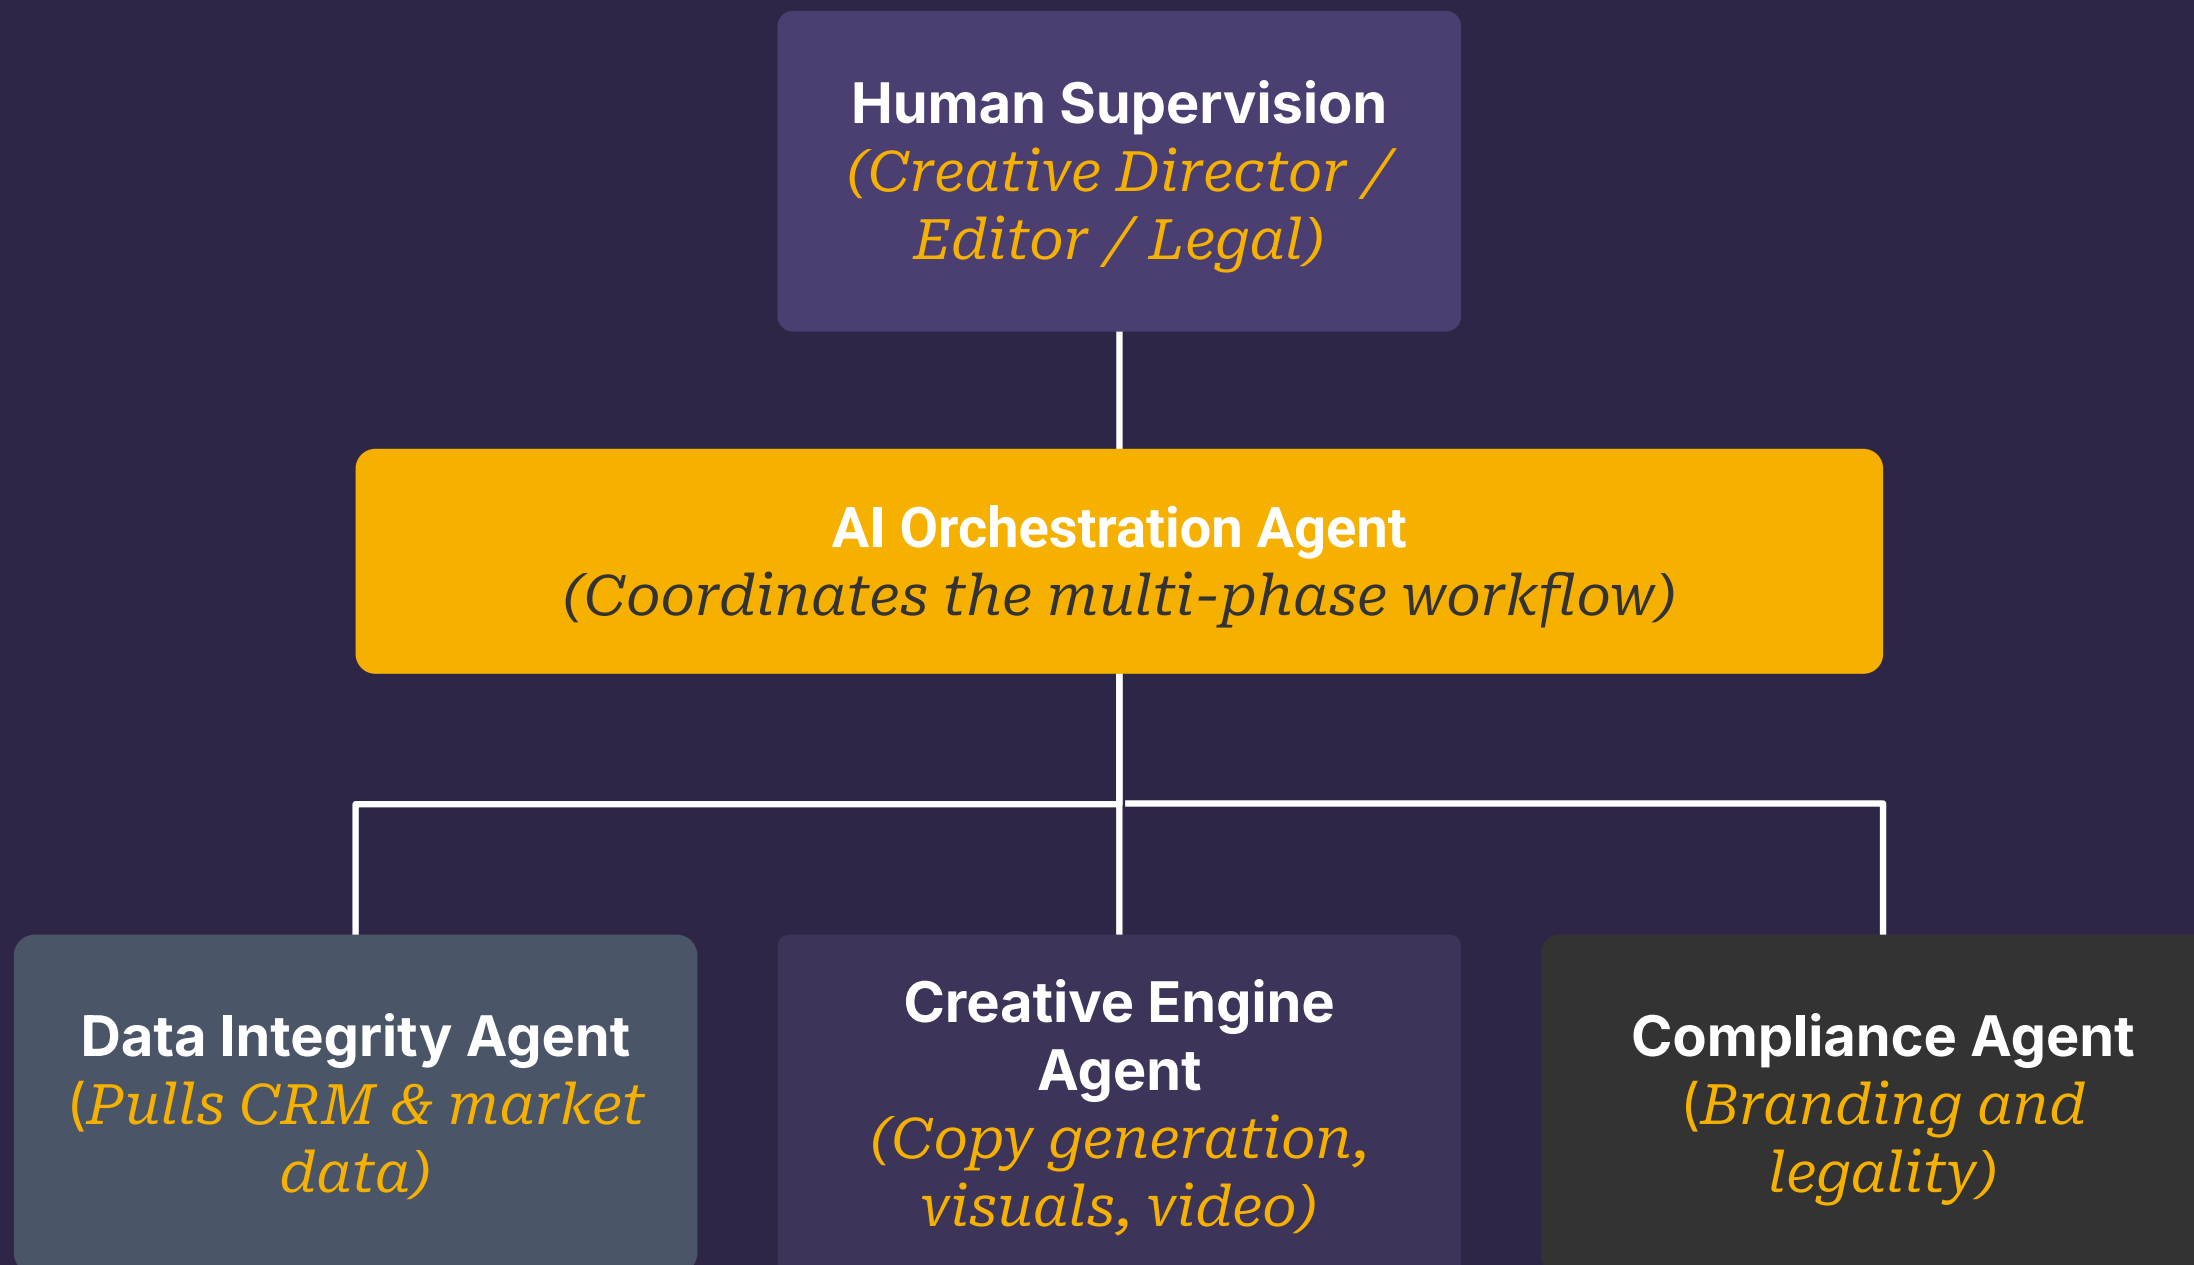 Human Supervision
(Creative Director /
Editor / Legal)
AI Orchestration Agent
(Coordinates the multi-phase workflow)
Data Integrity Agent
(Pulls CRM & market
data)
Creative Engine
Agent
(Copy generation,
visuals, video)
Compliance Agent
(Branding and
legality)